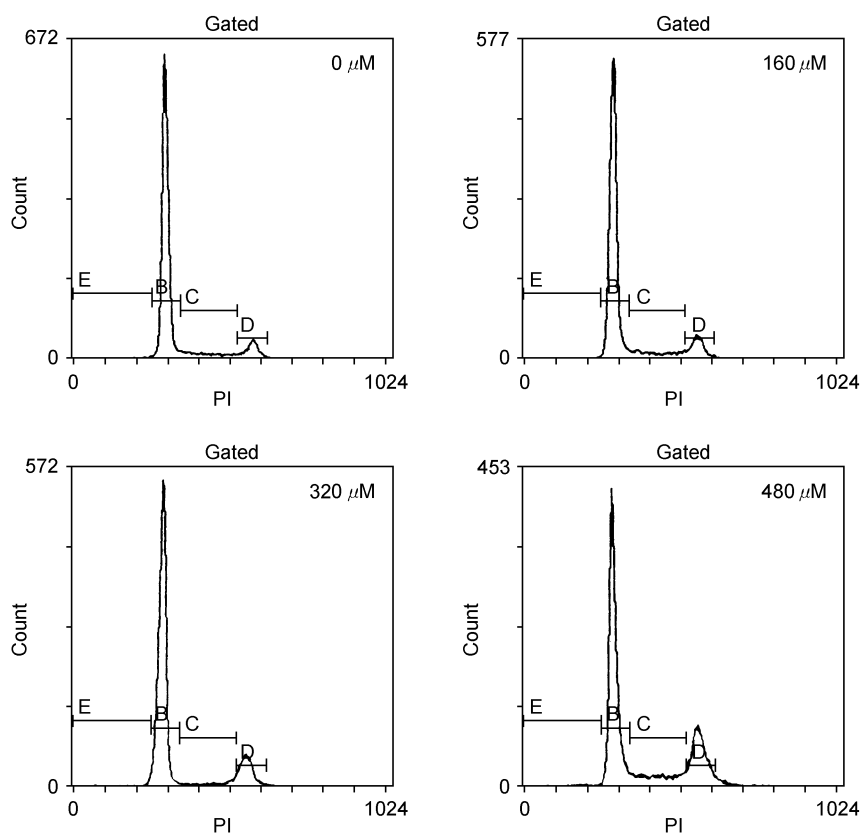 Gated
672
0 μM
Count
E
B
C
D
0
0
1024
PI
Gated
577
160 μM
Count
E
B
C
D
0
0
1024
PI
Gated
572
320 μM
Count
E
B
C
D
0
0
1024
PI
Gated
453
480 μM
Count
E
B
C
D
0
0
1024
PI